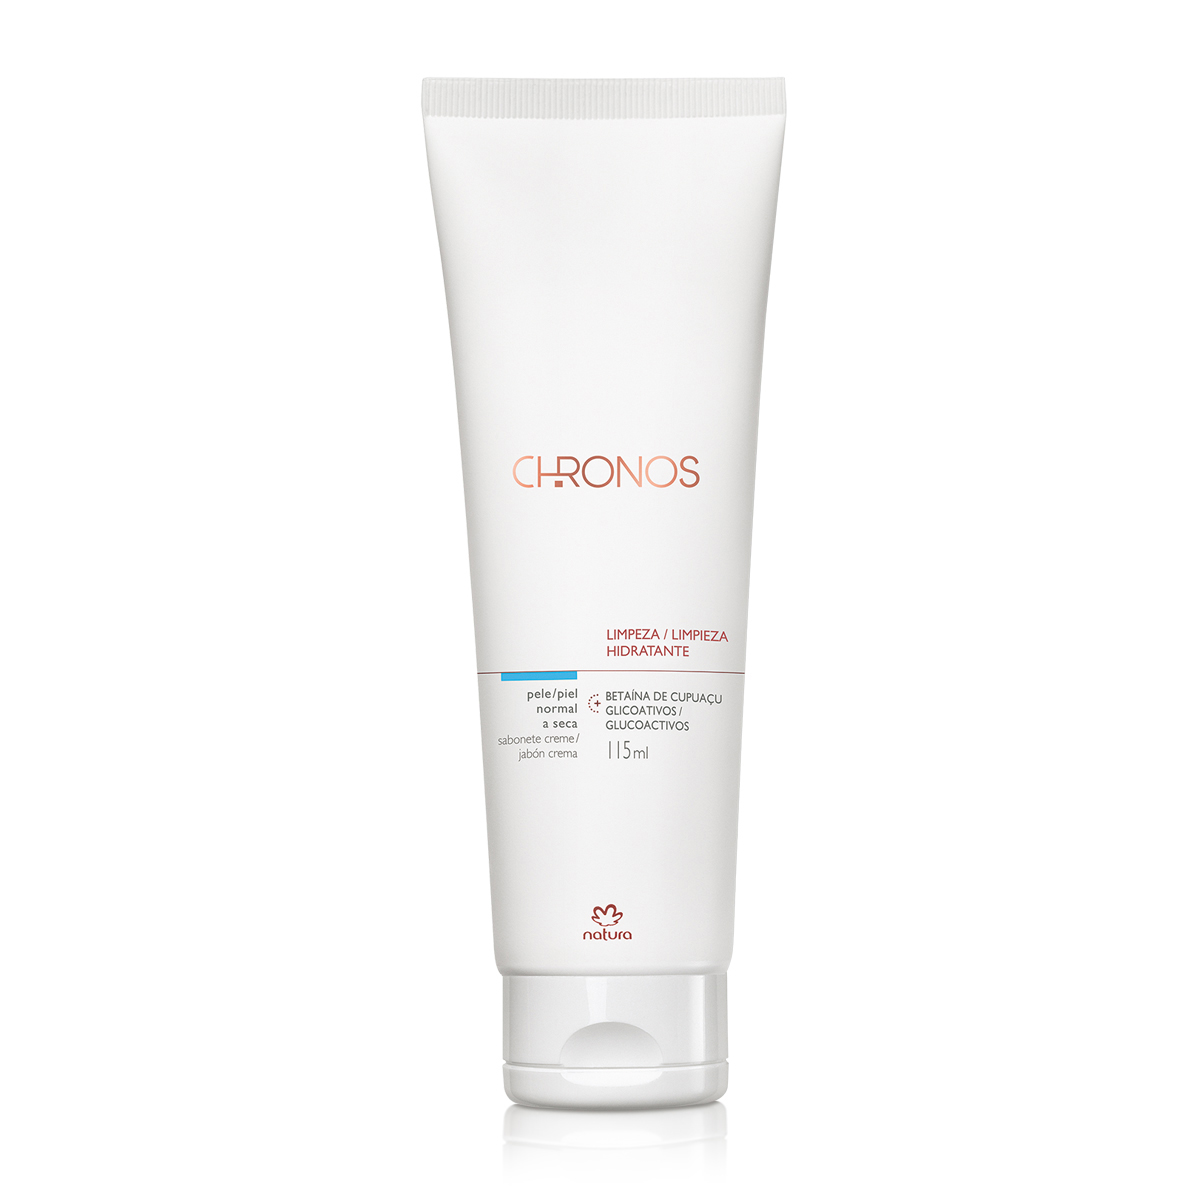 CHRONOS
LIMPEZA / LIMPIEZA
HIDRATANTE
pele/piel
normal
a seca
sabonete creme/
jabón crema
+ BETAÍNA DE CUPUAÇU
GLICOATIVOS /
GLUCOACTIVOS
115ml
natura